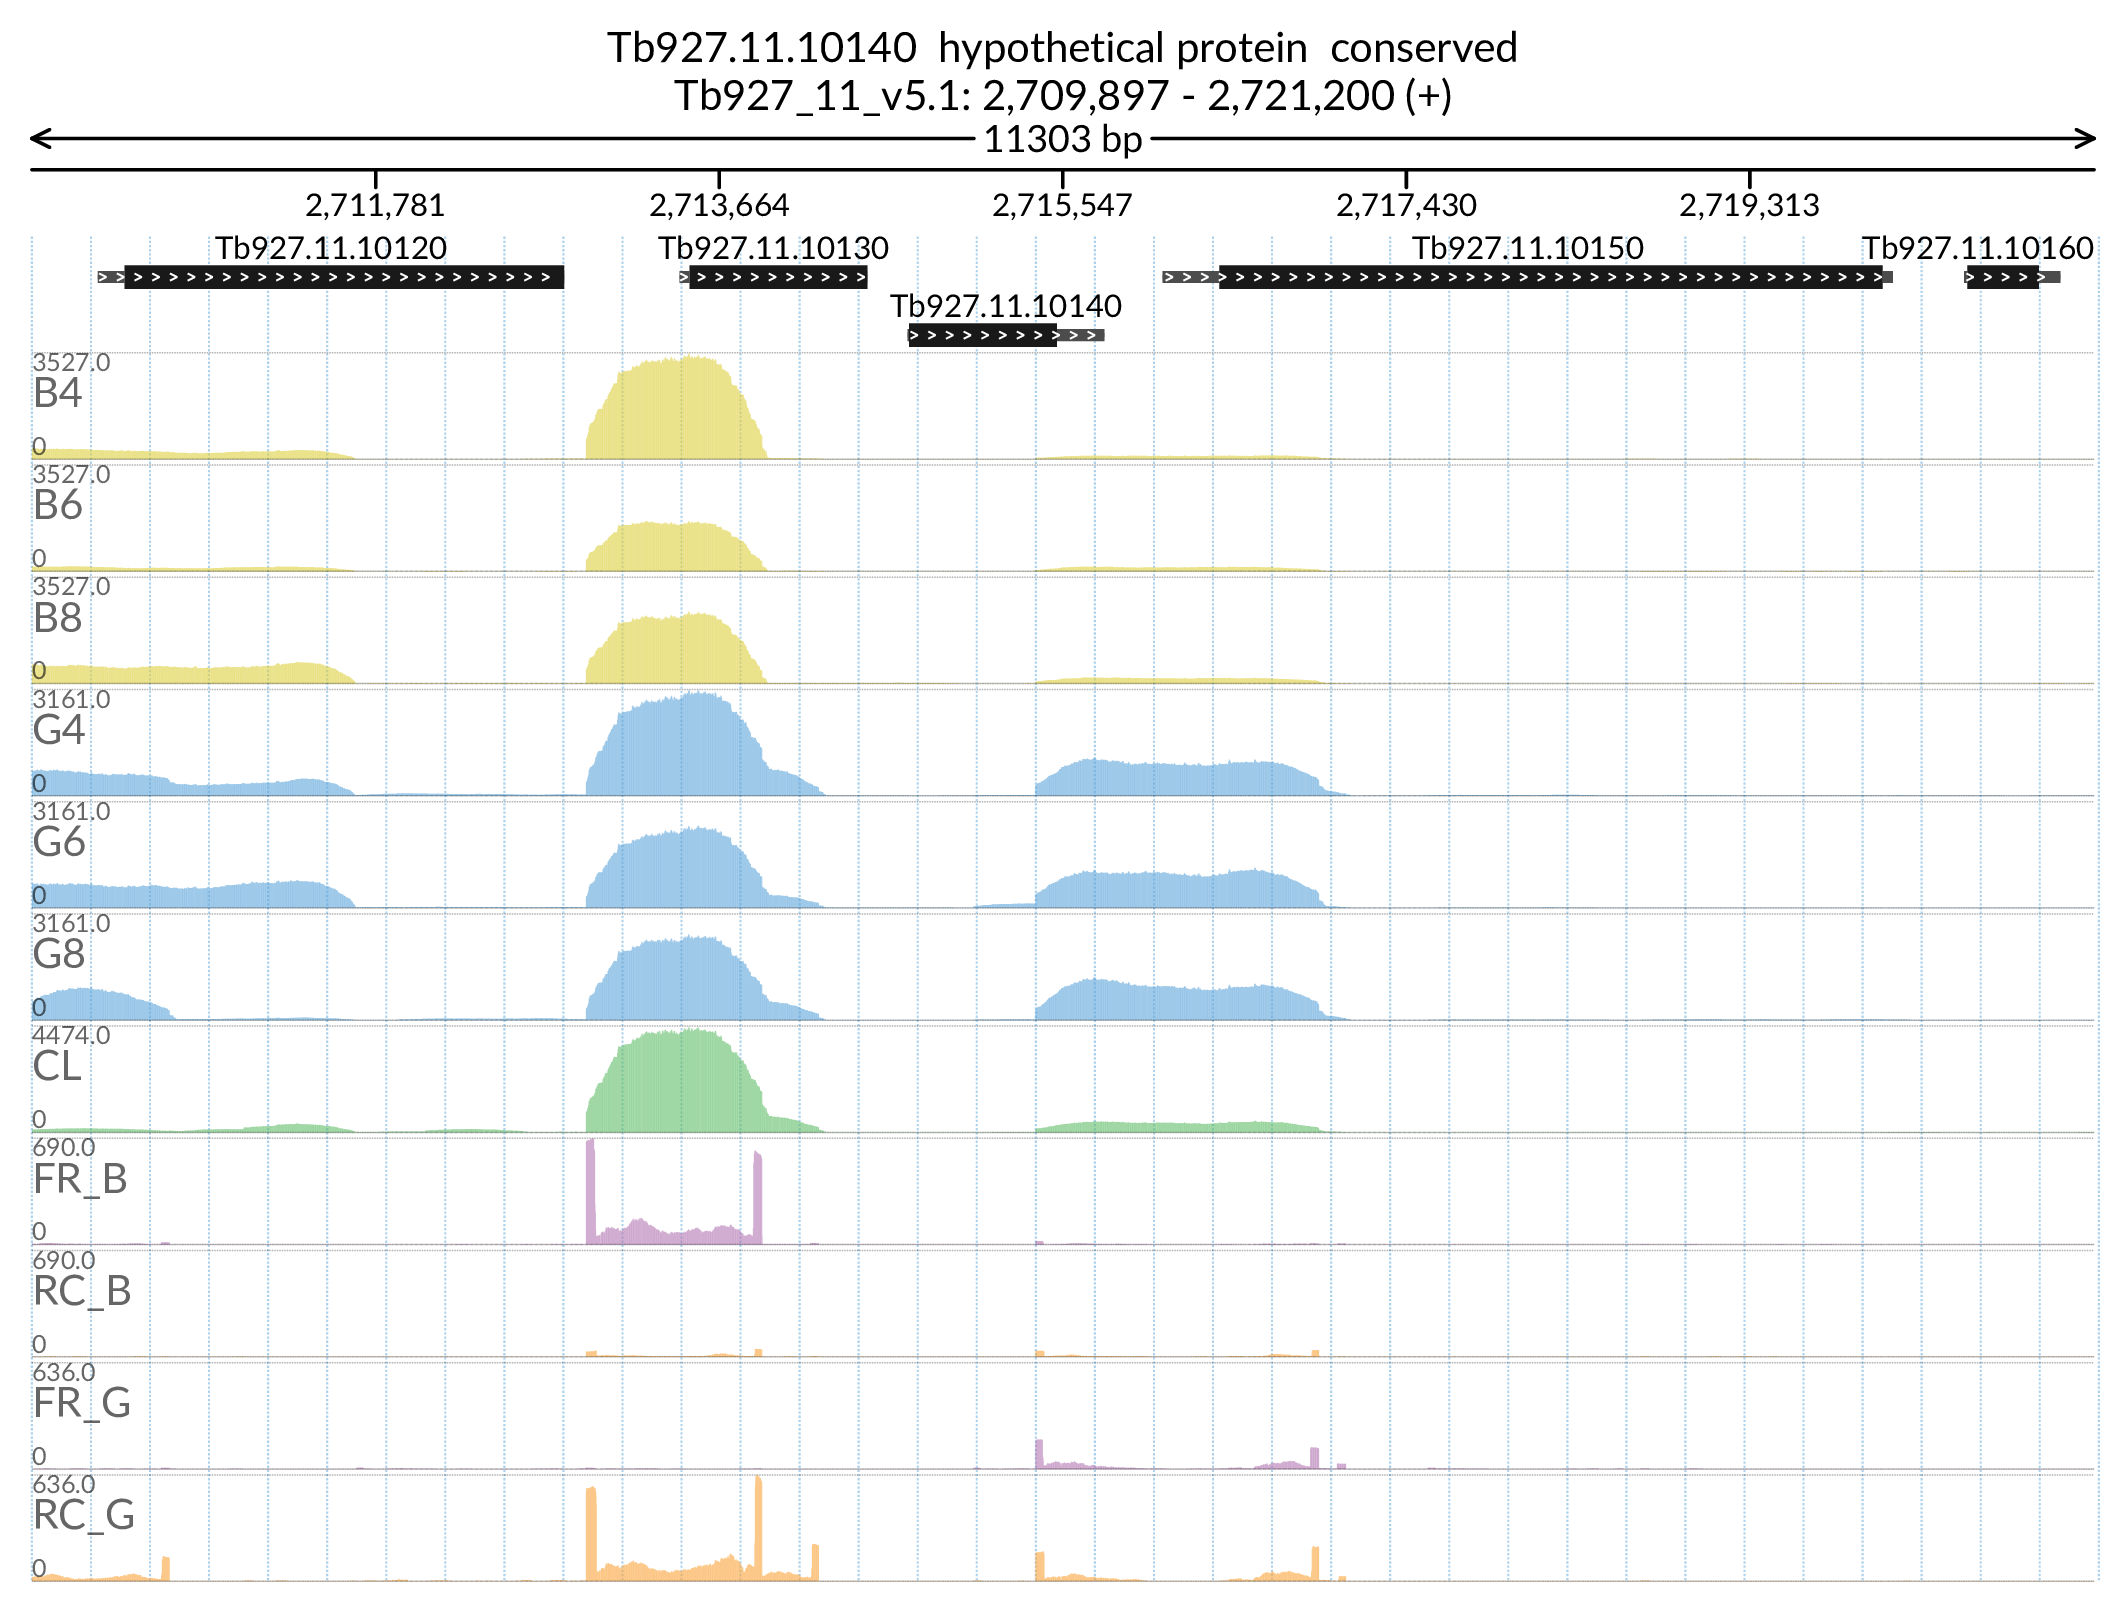 Tb927.11.10140  hypothetical protein  conserved
Tb927_11_v5.1: 2,709,897 - 2,721,200 (+)
11303 bp
2,711,781 2,713,664 2,715,547 2,717,430 2,719,313
Tb927.11.10120 Tb927.11.10130 Tb927.11.10150 Tb927.11.10160
Tb927.11.10140
3527.0
B4
0
3527.0
B6
0
3527.0
B8
0
3161.0
G4
0
3161.0
G6
0
3161.0
G8
0
4474.0
CL
0
690.0
FR_B
0
690.0
RC_B
0
636.0
FR_G
0
636.0
RC_G
0